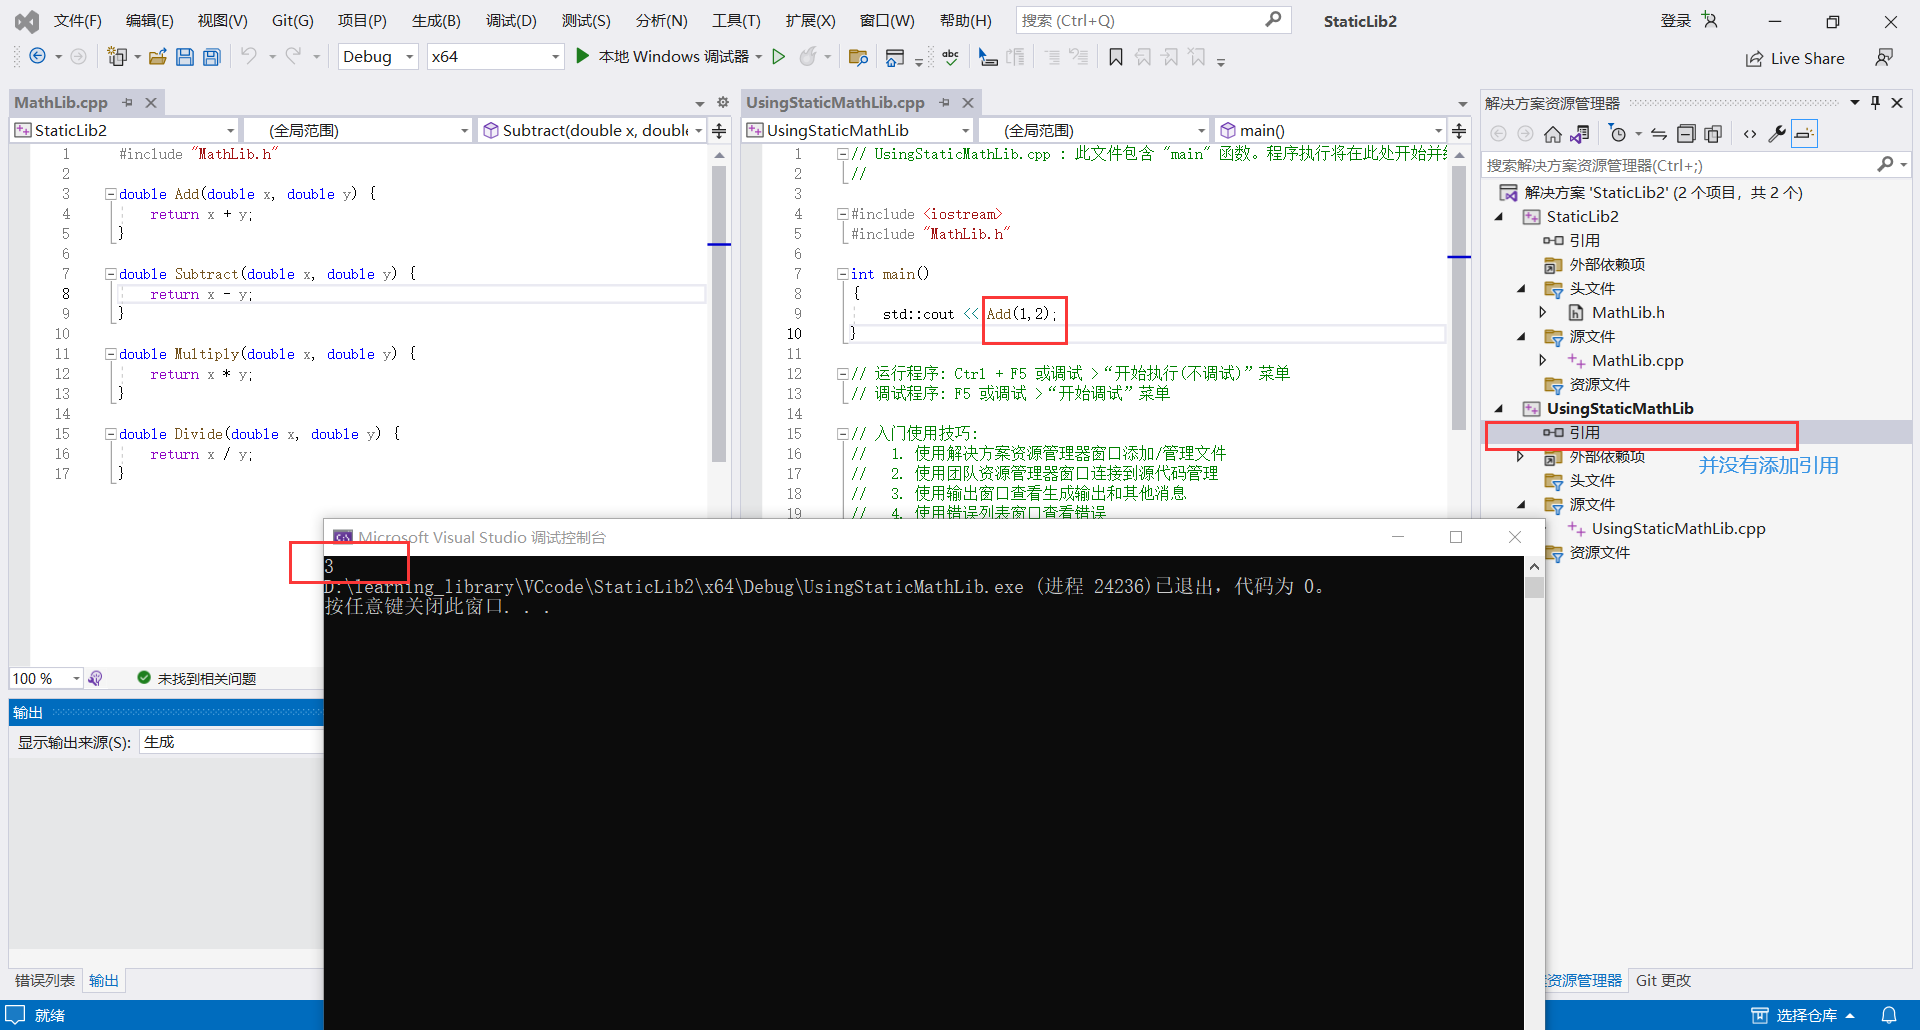 文件(F) 编辑(E) 视图(V) Git(G) 项目(P) 生成(B) 调试(D) 测试(S) 分析(N) 工具(T) 扩展(X) 窗口(W) 帮助(H) 搜索 (Ctrl+Q) StaticLib2 登录
Debug x64 本地 Windows 调试器 Live Share
MathLib.cpp
StaticLib2 (全局范围) Subtract(double x, double
1 #include "MathLib.h"
2
3 double Add(double x, double y) {
4 return x + y;
5 }
6
7 double Subtract(double x, double y) {
8 return x - y;
9 }
10
11 double Multiply(double x, double y) {
12 return x * y;
13 }
14
15 double Divide(double x, double y) {
16 return x / y;
17 }
100 % 未找到相关问题
UsingStaticMathLib.cpp
UsingStaticMathLib (全局范围) main()
1 // UsingStaticMathLib.cpp : 此文件包含 "main" 函数。程序执行将在此处开始并
2 //
3
4 #include <iostream>
5 #include "MathLib.h"
6
7 int main()
8 {
9 std::cout << Add(1,2);
10 }
11
12 // 运行程序: Ctrl + F5 或调试 >“开始执行(不调试)”菜单
13 // 调试程序: F5 或调试 >“开始调试”菜单
14
15 // 入门使用技巧:
16 // 1. 使用解决方案资源管理器窗口添加/管理文件
17 // 2. 使用团队资源管理器窗口连接到源代码管理
18 // 3. 使用输出窗口查看生成输出和其他消息
19 // 4. 使用错误列表窗口查看错误
解决方案资源管理器
搜索解决方案资源管理器(Ctrl+;)
解决方案 'StaticLib2' (2 个项目，共 2 个)
StaticLib2
引用
外部依赖项
头文件
MathLib.h
源文件
MathLib.cpp
资源文件
UsingStaticMathLib
引用
外部依赖项
并没有添加引用
头文件
源文件
UsingStaticMathLib.cpp
资源文件
Microsoft Visual Studio 调试控制台
3
D:\learning_library\VCcode\StaticLib2\x64\Debug\UsingStaticMathLib.exe (进程 24236)已退出，代码为 0。
按任意键关闭此窗口. . .
输出
显示输出来源(S): 生成
错误列表 输出
资源管理器 Git 更改
就绪 选择仓库